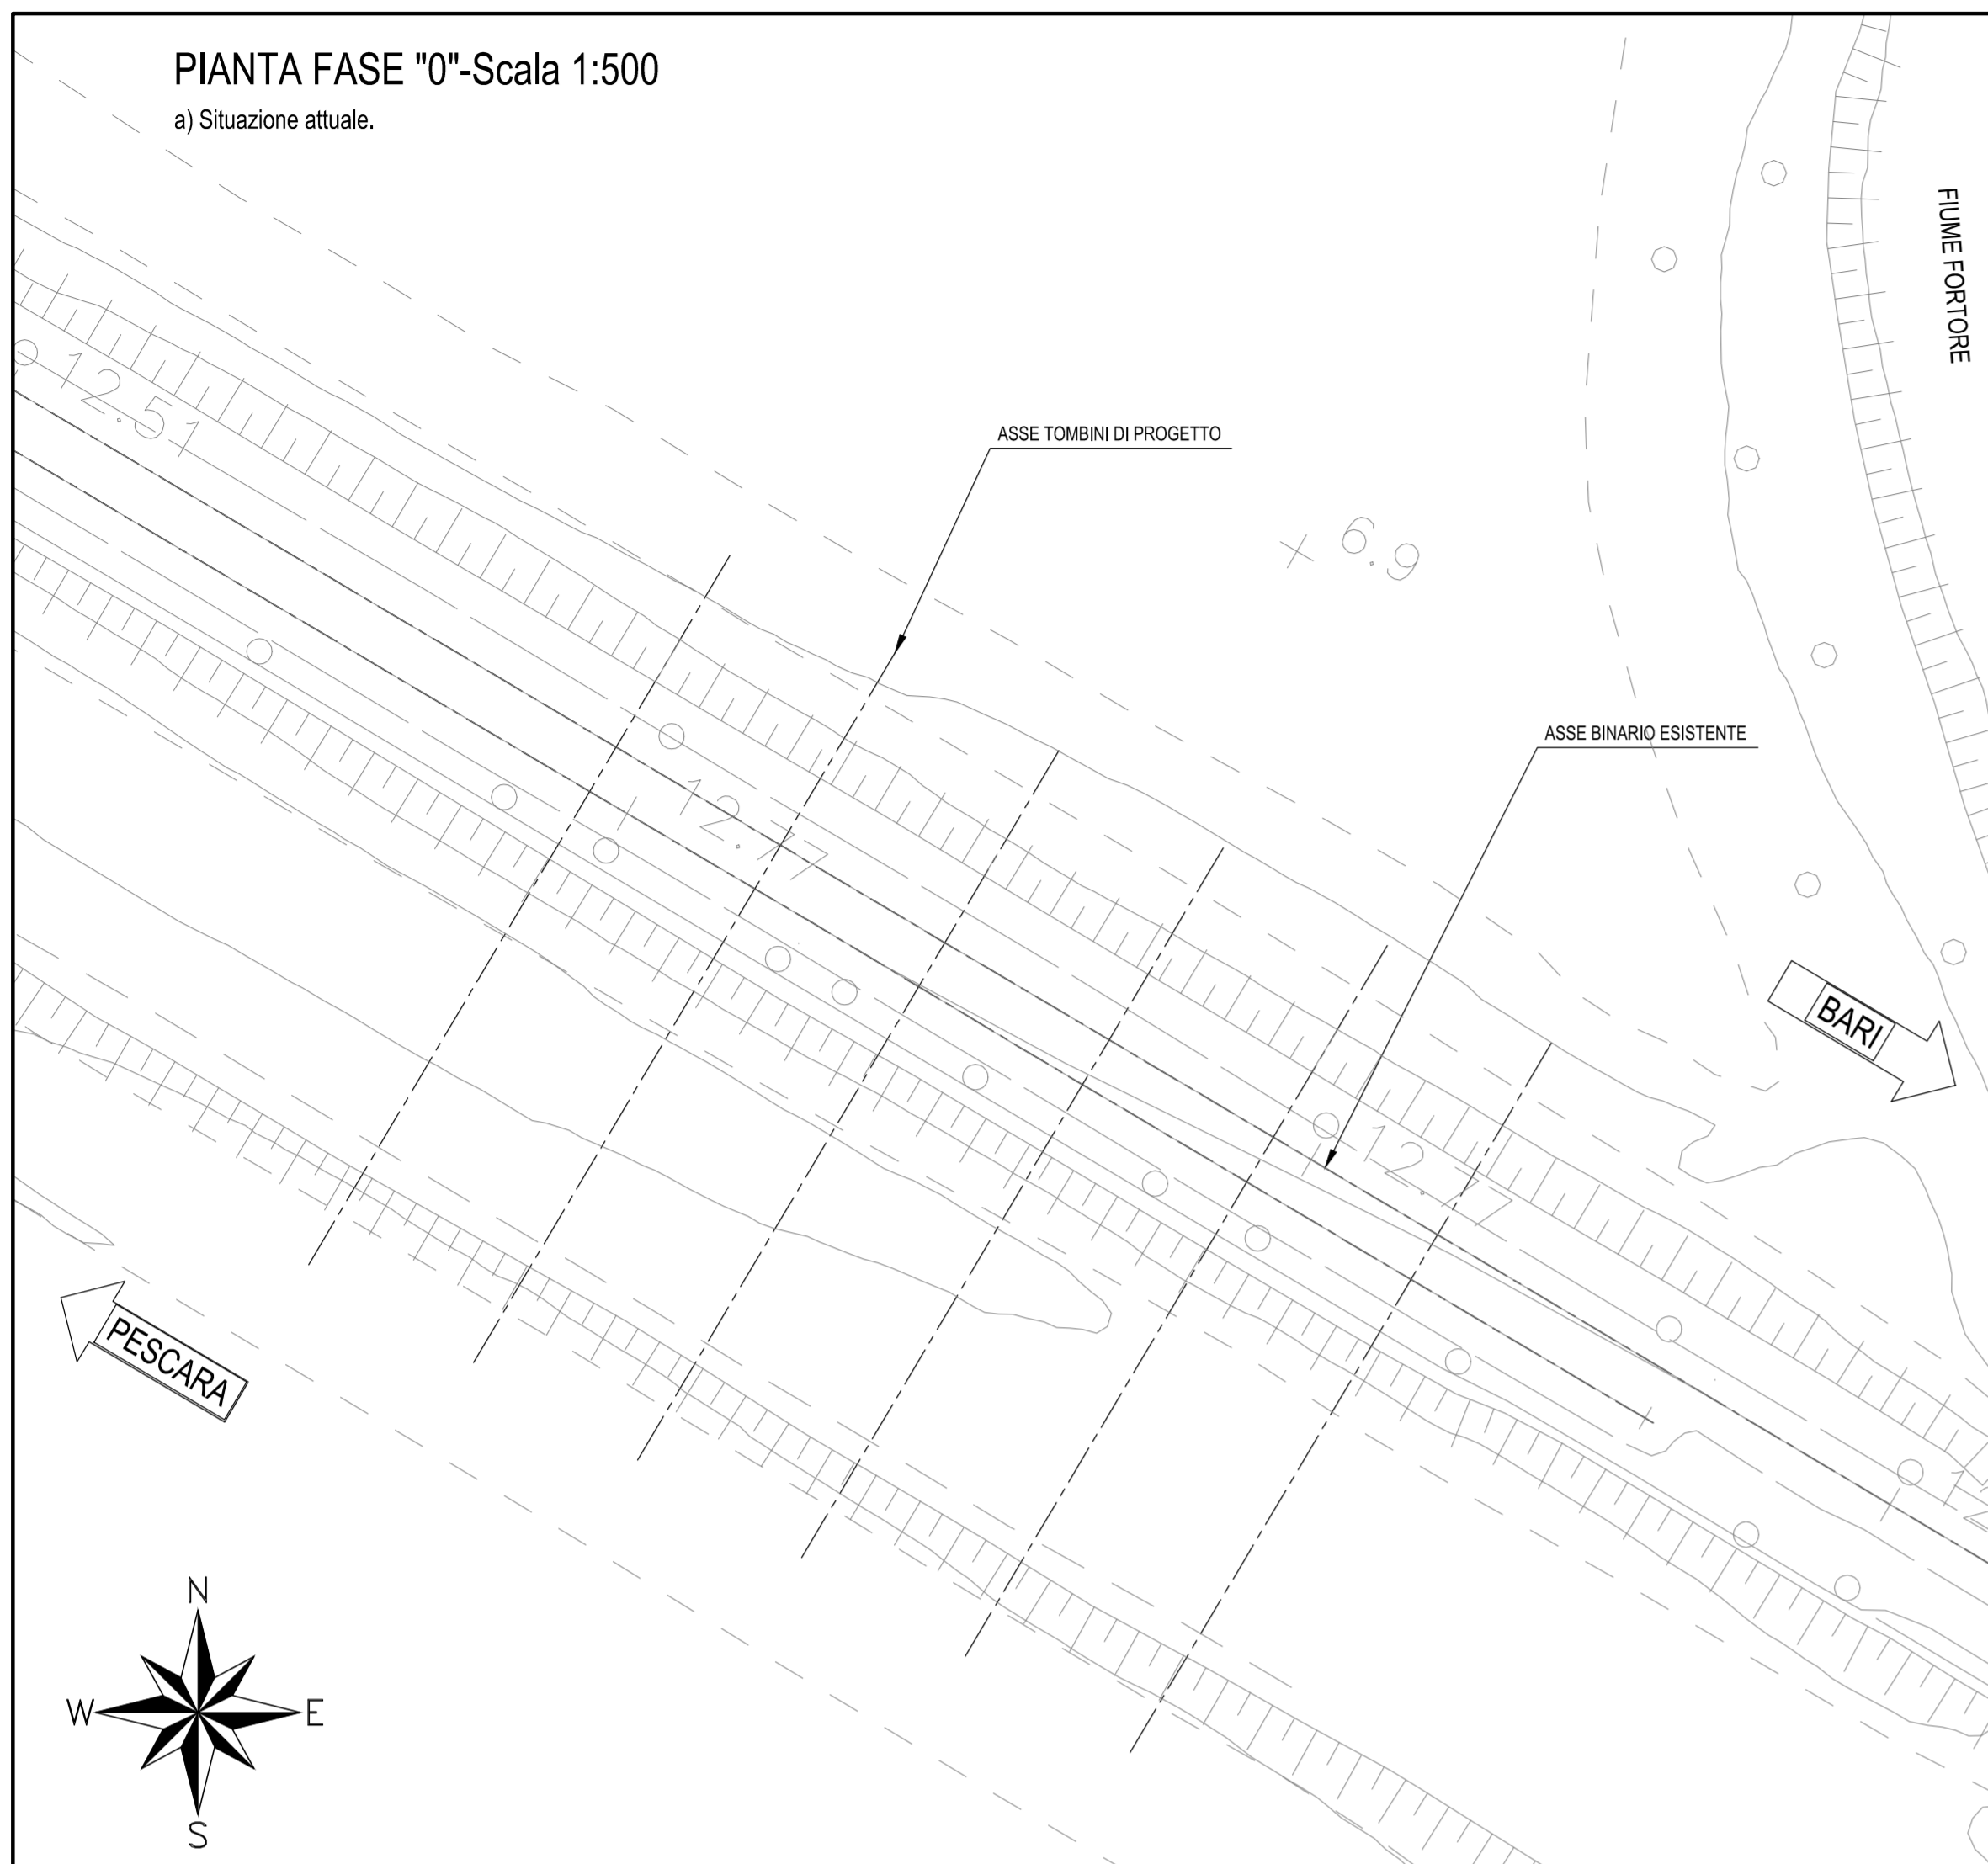 PIANTA FASE "0"-Scala 1:500
a) Situazione attuale.
FIUME FORTORE
12.51
ASSE TOMBINI DI PROGETTO
6.9
ASSE BINARIO ESISTENTE
12.77
BARI
12.77
PESCARA
N
W
E
S